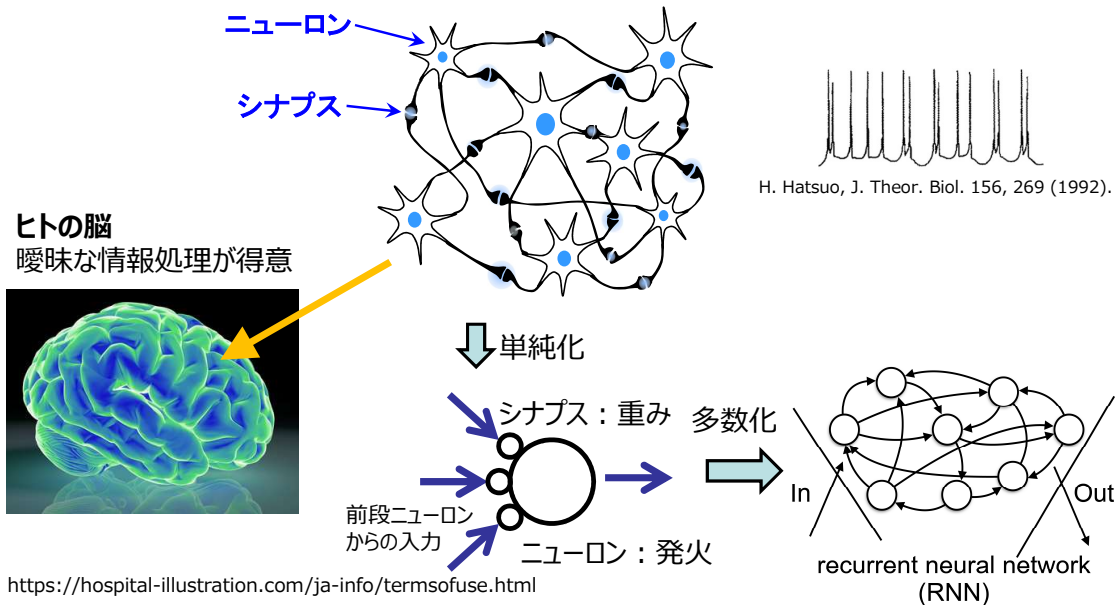 ニューロン
シナプス
H. Hatsuo, J. Theor. Biol. 156, 269 (1992).
ヒトの脳
曖昧な情報処理が得意
単純化
シナプス：重み
多数化
前段ニューロン
からの入力
ニューロン：発火
In
Out
recurrent neural network
(RNN)
https://hospital-illustration.com/ja-info/termsofuse.html